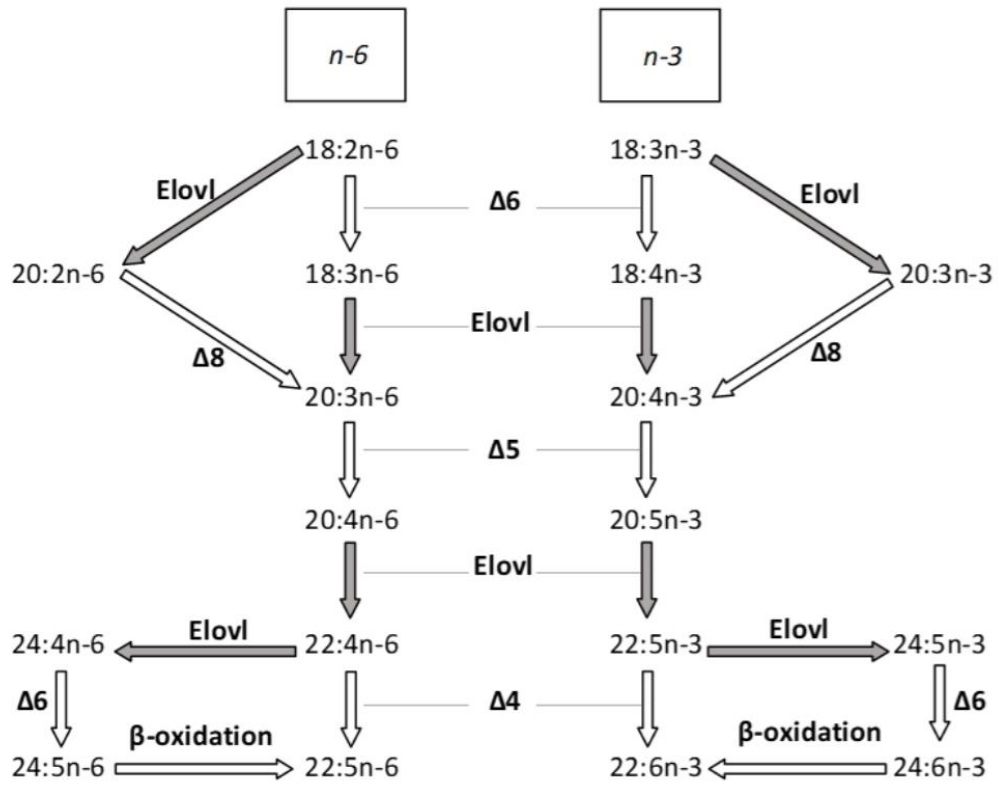 n-6 n-3
18:2n-6 18:3n-3
Elovl Δ6 Elovl
20:2n-6 18:3n-6 18:4n-3 20:3n-3
Elovl
Δ8 Δ8
20:3n-6 20:4n-3
Δ5
20:4n-6 20:5n-3
Elovl
24:4n-6 Elovl 22:4n-6 22:5n-3 Elovl 24:5n-3
Δ6 Δ4 Δ6
β-oxidation β-oxidation
24:5n-6 22:5n-6 22:6n-3 24:6n-3